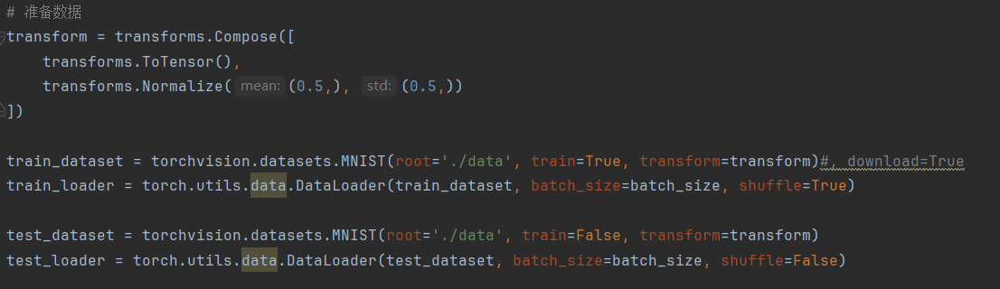 # 准备数据
transform = transforms.Compose([
    transforms.ToTensor(),
    transforms.Normalize( mean: (0.5,), std: (0.5,))
])
train_dataset = torchvision.datasets.MNIST(root='./data', train=True, transform=transform)#, download=True
train_loader = torch.utils.data.DataLoader(train_dataset, batch_size=batch_size, shuffle=True)
test_dataset = torchvision.datasets.MNIST(root='./data', train=False, transform=transform)
test_loader = torch.utils.data.DataLoader(test_dataset, batch_size=batch_size, shuffle=False)